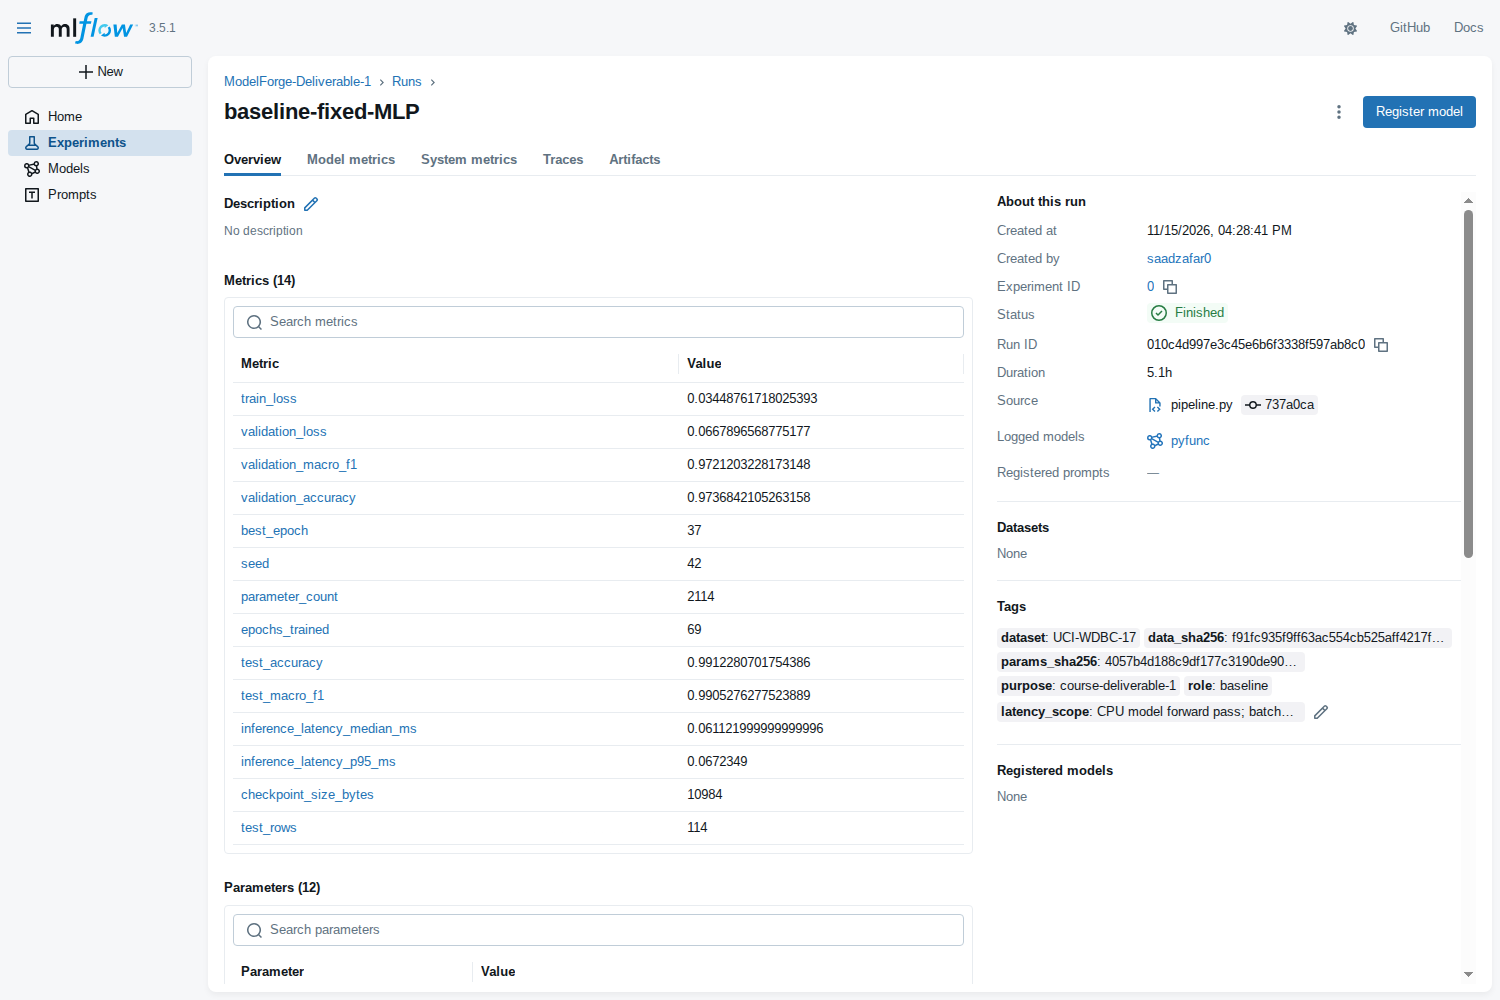 mlflow 3.5.1
GitHub
Docs
New
Home
Experiments
Models
Prompts
ModelForge-Deliverable-1 › Runs ›
baseline-fixed-MLP
Register model
Overview
Model metrics
System metrics
Traces
Artifacts
Description
No description
Metrics (14)
Search metrics
Metric Value
train_loss 0.03448761718025393
validation_loss 0.0667896568775177
validation_macro_f1 0.9721203228173148
validation_accuracy 0.9736842105263158
best_epoch 37
seed 42
parameter_count 2114
epochs_trained 69
test_accuracy 0.9912280701754386
test_macro_f1 0.9905276277523889
inference_latency_median_ms 0.061121999999999996
inference_latency_p95_ms 0.0672349
checkpoint_size_bytes 10984
test_rows 114
Parameters (12)
Search parameters
Parameter Value
About this run
Created at 11/15/2026, 04:28:41 PM
Created by saadzafar0
Experiment ID 0
Status Finished
Run ID 010c4d997e3c45e6b6f3338f597ab8c0
Duration 5.1h
Source pipeline.py 737a0ca
Logged models pyfunc
Registered prompts —
Datasets
None
Tags
dataset: UCI-WDBC-17 data_sha256: f91fc935f9ff63ac554cb525aff4217f…
params_sha256: 4057b4d188c9df177c3190de90…
purpose: course-deliverable-1 role: baseline
latency_scope: CPU model forward pass; batch…
Registered models
None